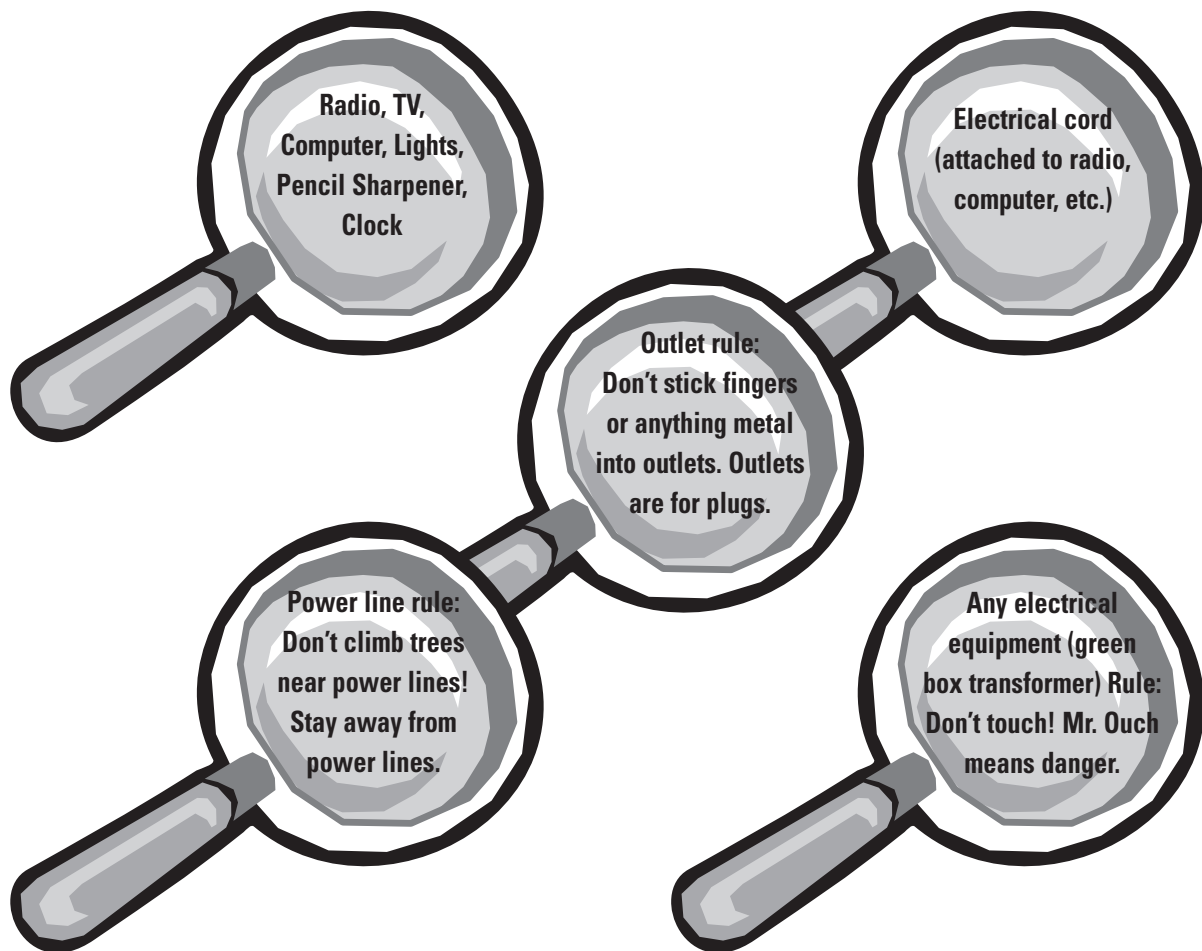 Radio, TV,
Computer, Lights,
Pencil Sharpener,
Clock
Electrical cord
(attached to radio,
computer, etc.)
Outlet rule:
Don't stick fingers
or anything metal
into outlets. Outlets
are for plugs.
Power line rule:
Don't climb trees
near power lines!
Stay away from
power lines.
Any electrical
equipment (green
box transformer) Rule:
Don't touch! Mr. Ouch
means danger.